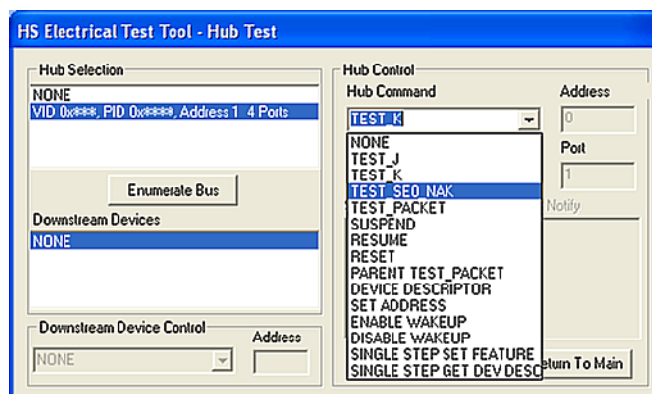 HS Electrical Test Tool - Hub Test
Hub Selection
NONE
VID 0x***, PID 0x****, Address 1 4 Ports
Enumerate Bus
Downstream Devices
NONE
Downstream Device Control
Address
NONE
Hub Control
Hub Command
Address
TEST_K
0
NONE
TEST_J
TEST_K
TEST_SE0_NAK
TEST_PACKET
SUSPEND
RESUME
RESET
PARENT TEST_PACKET
DEVICE DESCRIPTOR
SET ADDRESS
ENABLE WAKEUP
DISABLE WAKEUP
SINGLE STEP SET FEATURE
SINGLE STEP GET DEV DESC
Port
1
Notify
eturn To Main